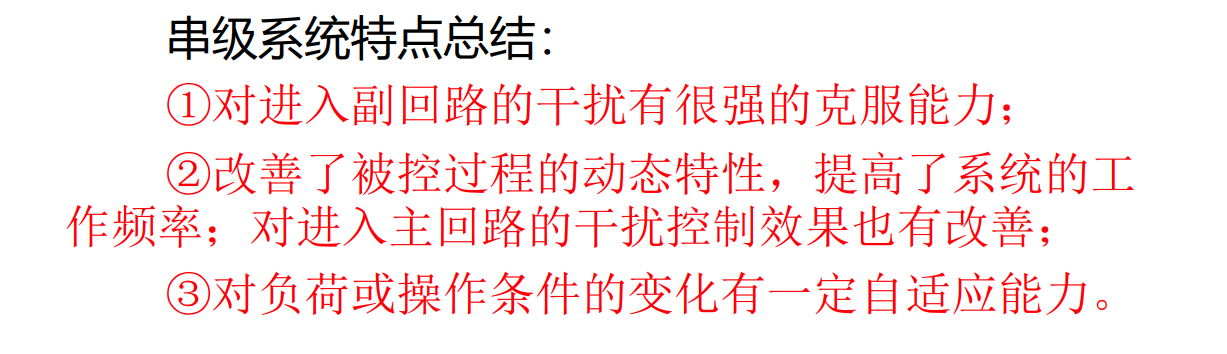 串级系统特点总结：
①对进入副回路的干扰有很强的克服能力；
②改善了被控过程的动态特性，提高了系统的工
作频率；对进入主回路的干扰控制效果也有改善；
③对负荷或操作条件的变化有一定自适应能力。